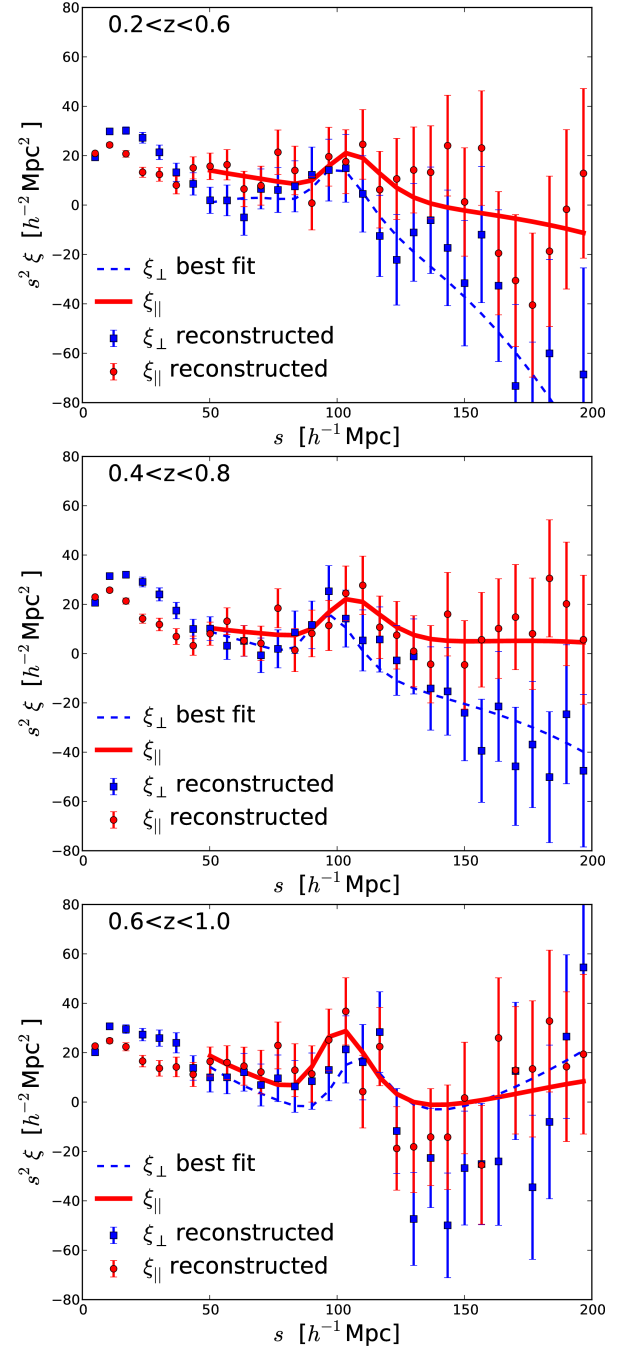 0.2<z<0.6
80
60
40
20
0
−20
−40
−60
−80
s² ξ [h⁻² Mpc²]
ξ⊥ best fit
ξ||
ξ⊥ reconstructed
ξ|| reconstructed
0 50 100 150 200
s [h⁻¹ Mpc]
0.4<z<0.8
80
60
40
20
0
−20
−40
−60
−80
s² ξ [h⁻² Mpc²]
ξ⊥ best fit
ξ||
ξ⊥ reconstructed
ξ|| reconstructed
0 50 100 150 200
s [h⁻¹ Mpc]
0.6<z<1.0
80
60
40
20
0
−20
−40
−60
−80
s² ξ [h⁻² Mpc²]
ξ⊥ best fit
ξ||
ξ⊥ reconstructed
ξ|| reconstructed
0 50 100 150 200
s [h⁻¹ Mpc]